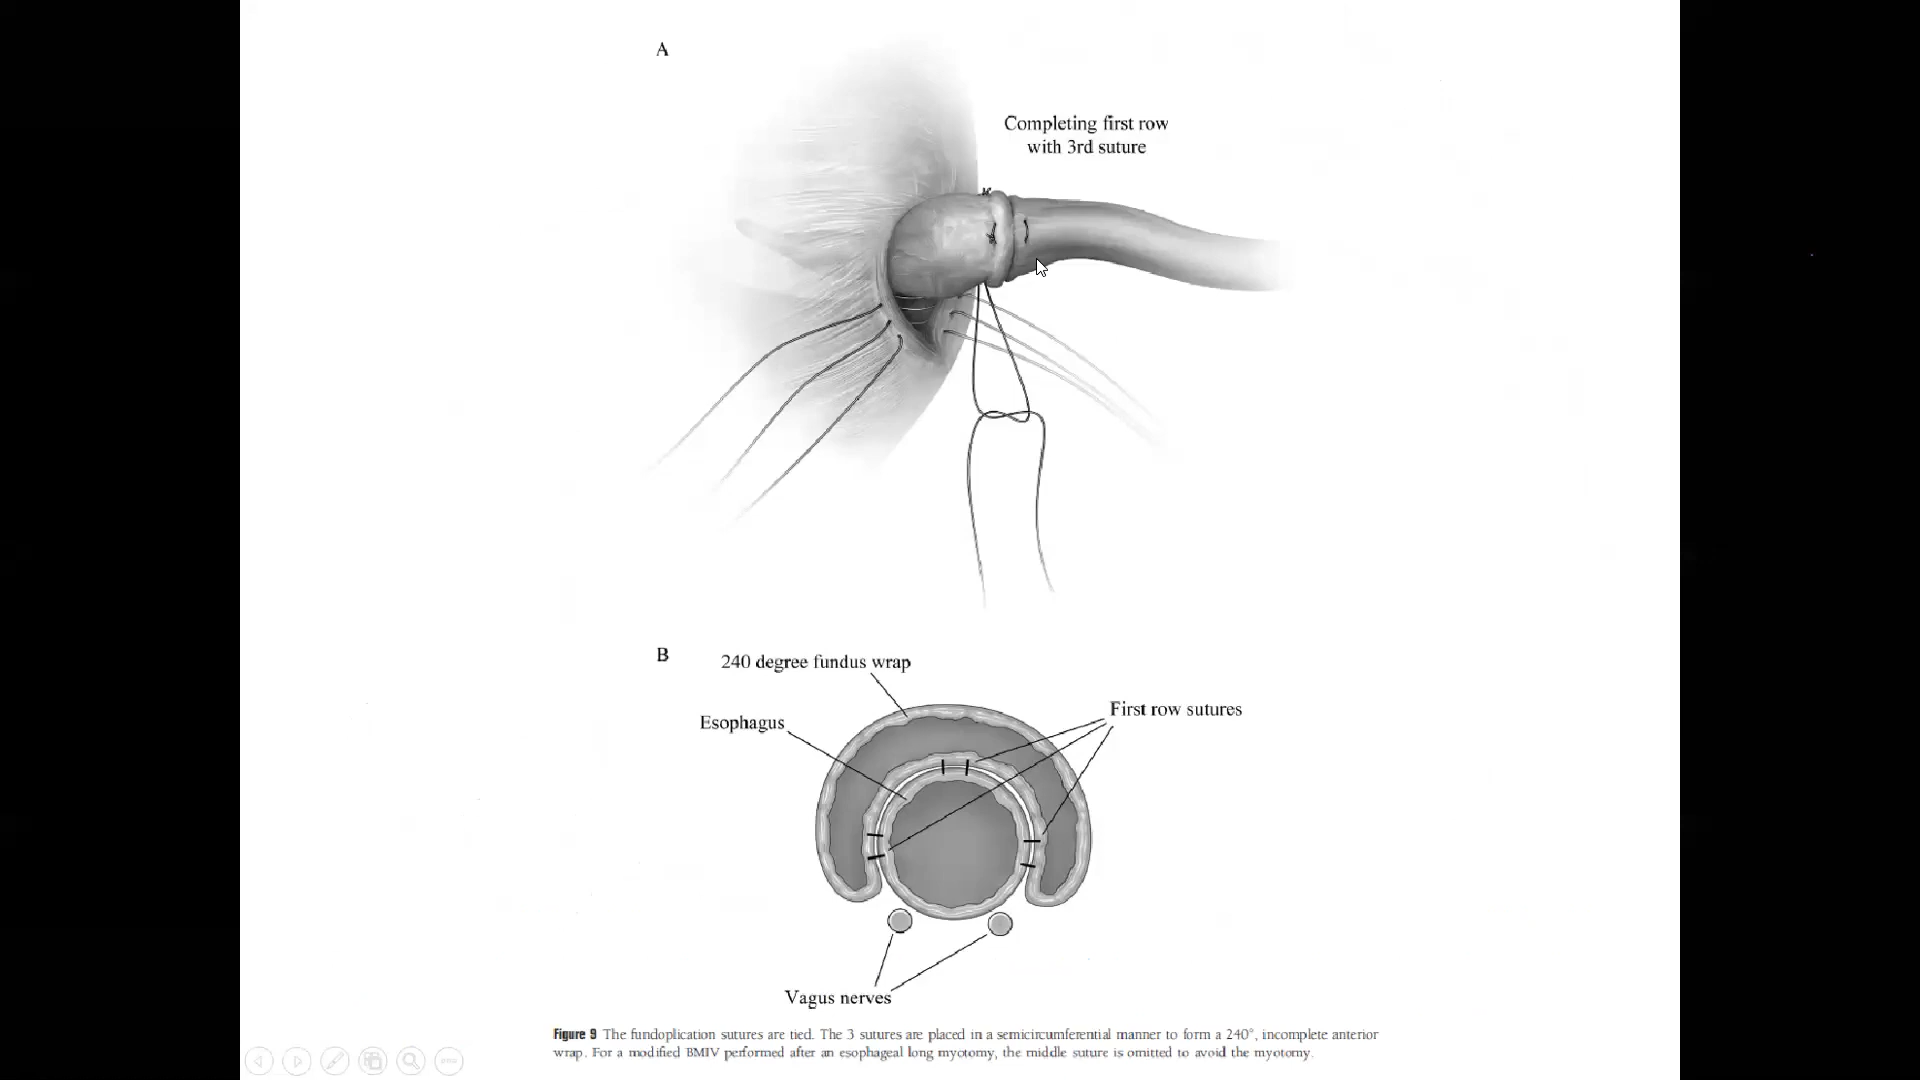 A
Completing first row
with 3rd suture
B
240 degree fundus wrap
Esophagus
First row sutures
Vagus nerves
Figure 9 The fundoplication sutures are tied. The 3 sutures are placed in a semicircumferential manner to form a 240°, incomplete anterior
wrap. For a modified BMIV performed after an esophageal long myotomy, the middle suture is omitted to avoid the myotomy.